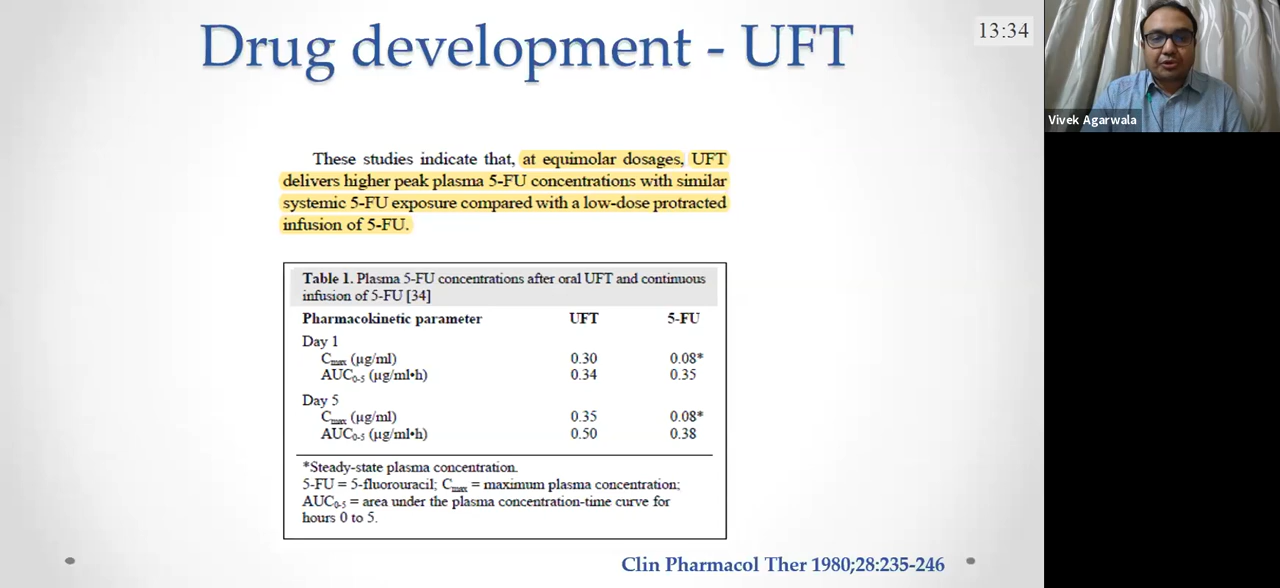 Drug development - UFT
13:34
Vivek Agarwala
These studies indicate that, at equimolar dosages, UFT
delivers higher peak plasma 5-FU concentrations with similar
systemic 5-FU exposure compared with a low-dose protracted
infusion of 5-FU.
Table 1. Plasma 5-FU concentrations after oral UFT and continuous
infusion of 5-FU [34]
Pharmacokinetic parameter UFT 5-FU
Day 1
Cmax (μg/ml) 0.30 0.08*
AUC0-5 (μg/ml•h) 0.34 0.35
Day 5
Cmax (μg/ml) 0.35 0.08*
AUC0-5 (μg/ml•h) 0.50 0.38
*Steady-state plasma concentration.
5-FU = 5-fluorouracil; Cmax = maximum plasma concentration;
AUC0-5 = area under the plasma concentration-time curve for
hours 0 to 5.
Clin Pharmacol Ther 1980;28:235-246